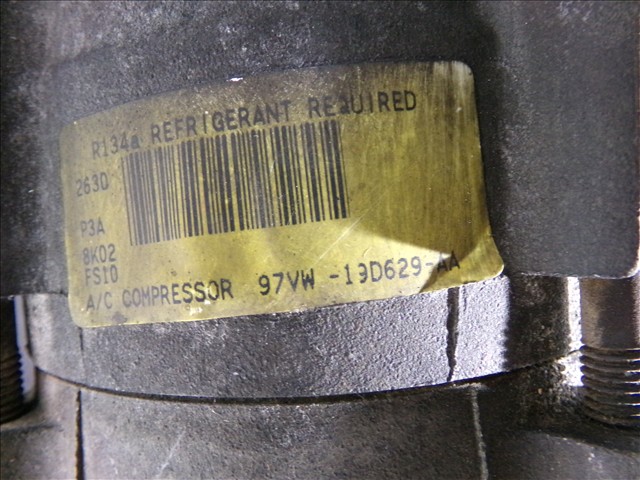 R134a REFRIGERANT REQUIRED
263D
P3A
8K02
FS10
A/C COMPRESSOR 97VW -19D629-AA